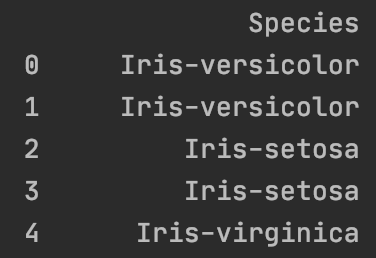 Species
0 Iris-versicolor
1 Iris-versicolor
2 Iris-setosa
3 Iris-setosa
4 Iris-virginica